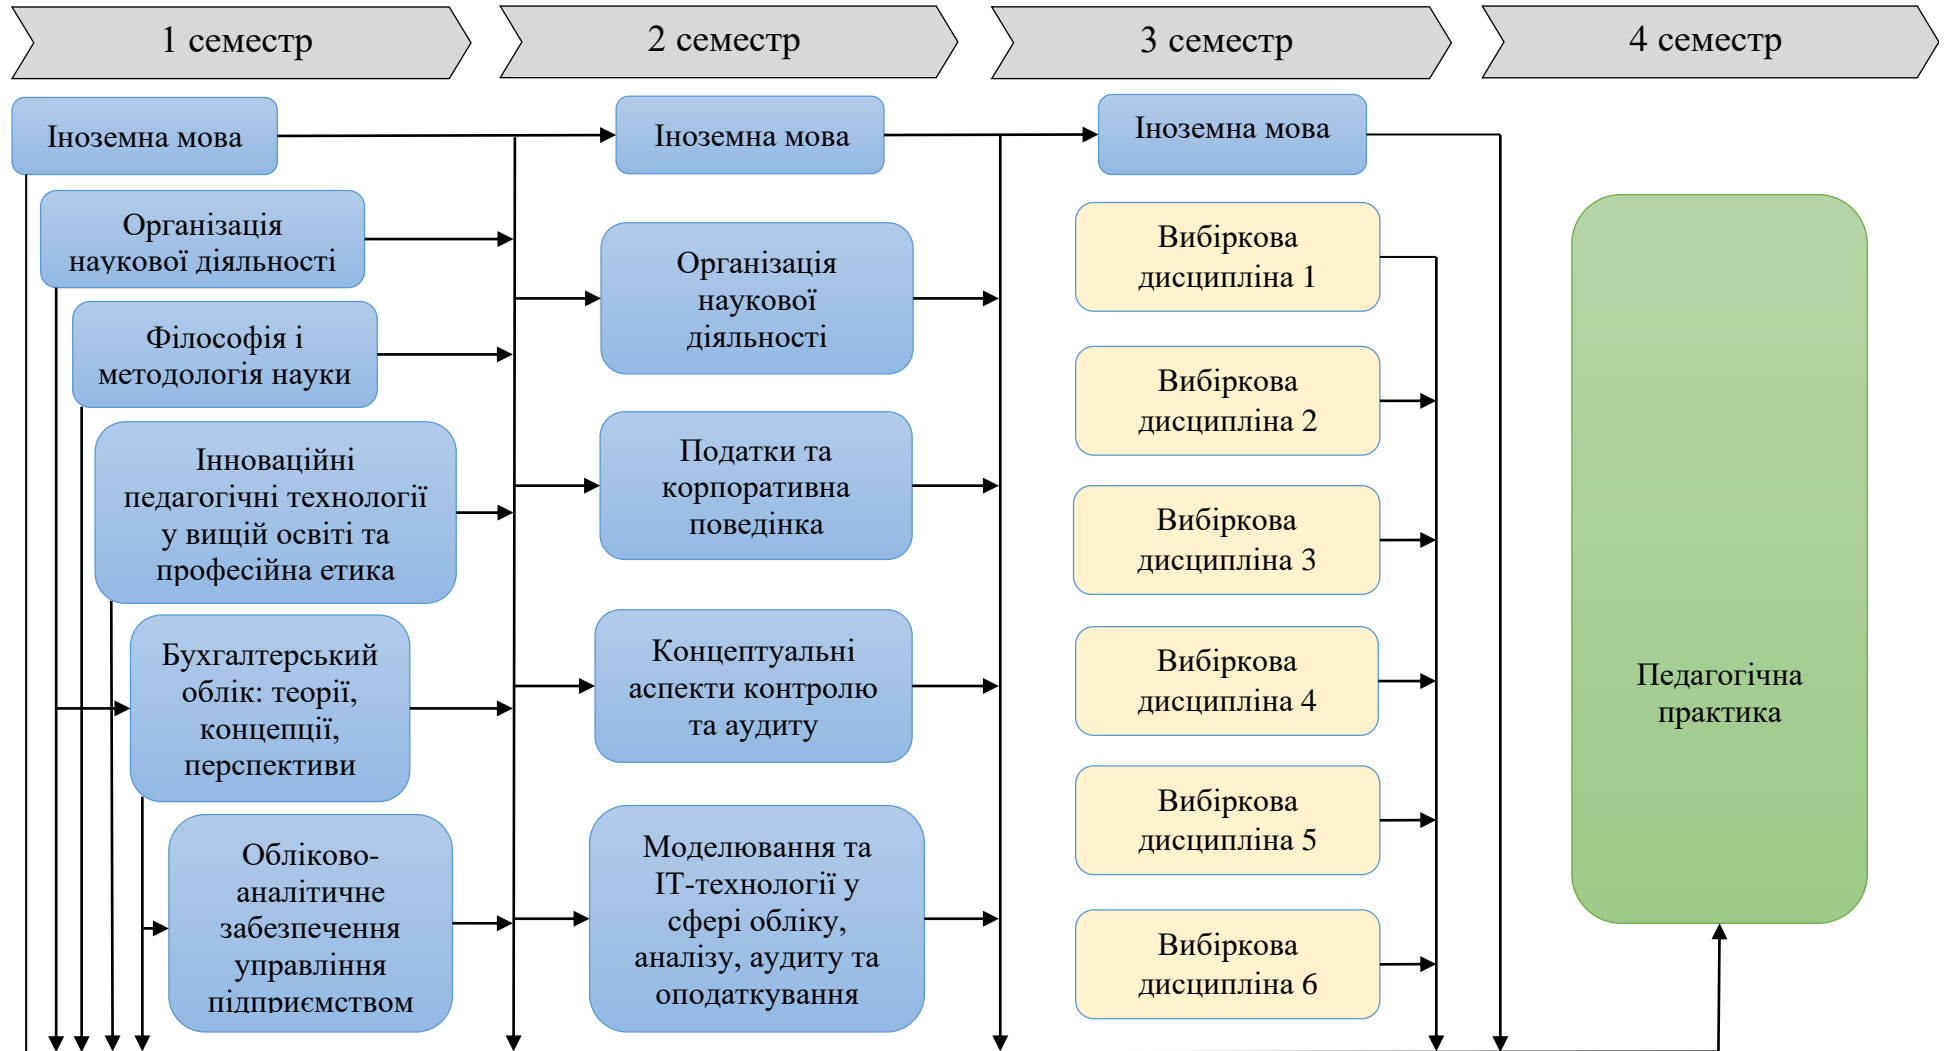 1 семестр
2 семестр
3 семестр
4 семестр
Іноземна мова
Організація
наукової діяльності
Філософія і
методологія науки
Інноваційні
педагогічні технології
у вищій освіті та
професійна етика
Бухгалтерський
облік: теорії,
концепції,
перспективи
Обліково-
аналітичне
забезпечення
управління
підприємством
Іноземна мова
Організація
наукової
діяльності
Податки та
корпоративна
поведінка
Концептуальні
аспекти контролю
та аудиту
Моделювання та
ІТ-технології у
сфері обліку,
аналізу, аудиту та
оподаткування
Іноземна мова
Вибіркова
дисципліна 1
Вибіркова
дисципліна 2
Вибіркова
дисципліна 3
Вибіркова
дисципліна 4
Вибіркова
дисципліна 5
Вибіркова
дисципліна 6
Педагогічна
практика